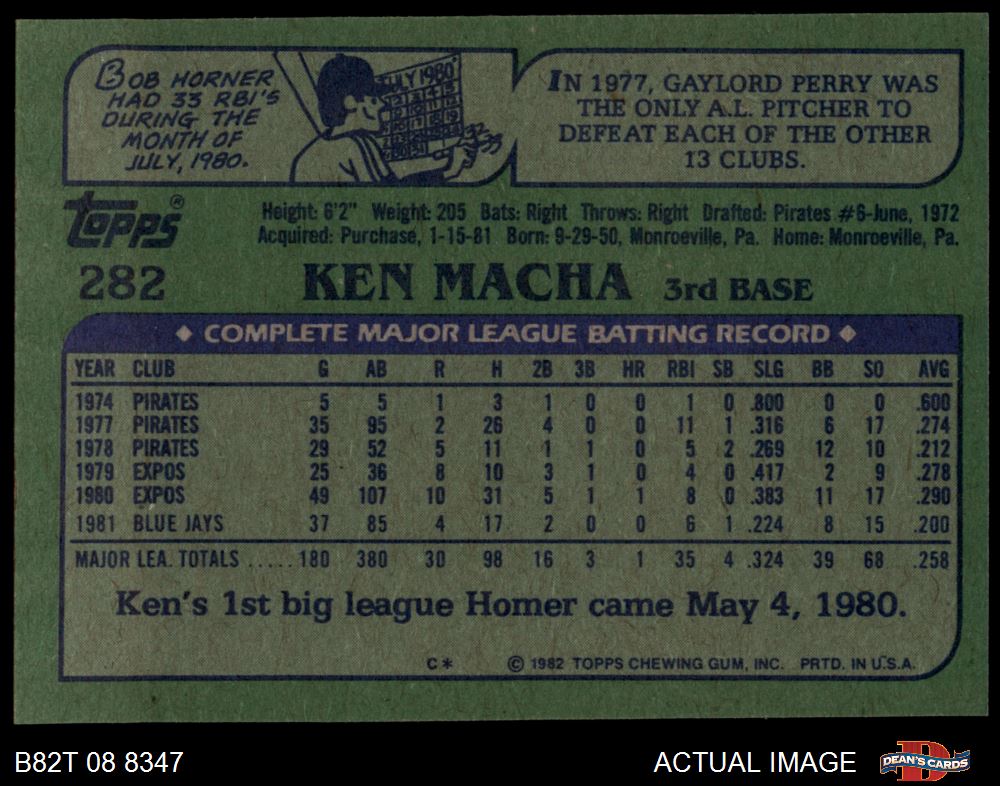 BOB HORNER
HAD 33 RBI'S
DURING THE
MONTH OF
JULY, 1980.
JULY 1980
32 33
IN 1977, GAYLORD PERRY WAS
THE ONLY A.L. PITCHER TO
DEFEAT EACH OF THE OTHER
13 CLUBS.
TOPPS®
Height: 6'2" Weight: 205 Bats: Right Throws: Right Drafted: Pirates #6-June, 1972
Acquired: Purchase, 1-15-81 Born: 9-29-50, Monroeville, Pa. Home: Monroeville, Pa.
282 KEN MACHA 3rd BASE
◆ COMPLETE MAJOR LEAGUE BATTING RECORD ◆
YEAR CLUB G AB R H 2B 3B HR RBI SB SLG BB SO AVG
1974 PIRATES 5 5 1 3 1 0 0 1 0 .800 0 0 .600
1977 PIRATES 35 95 2 26 4 0 0 11 1 .316 6 17 .274
1978 PIRATES 29 52 5 11 1 1 0 5 2 .269 12 10 .212
1979 EXPOS 25 36 8 10 3 1 0 4 0 .417 2 9 .278
1980 EXPOS 49 107 10 31 5 1 1 8 0 .383 11 17 .290
1981 BLUE JAYS 37 85 4 17 2 0 0 6 1 .224 8 15 .200
MAJOR LEA. TOTALS ..... 180 380 30 98 16 3 1 35 4 .324 39 68 .258
Ken's 1st big league Homer came May 4, 1980.
C* © 1982 TOPPS CHEWING GUM, INC. PRTD. IN U.S.A.
B82T 08 8347 ACTUAL IMAGE D DEAN'S CARDS